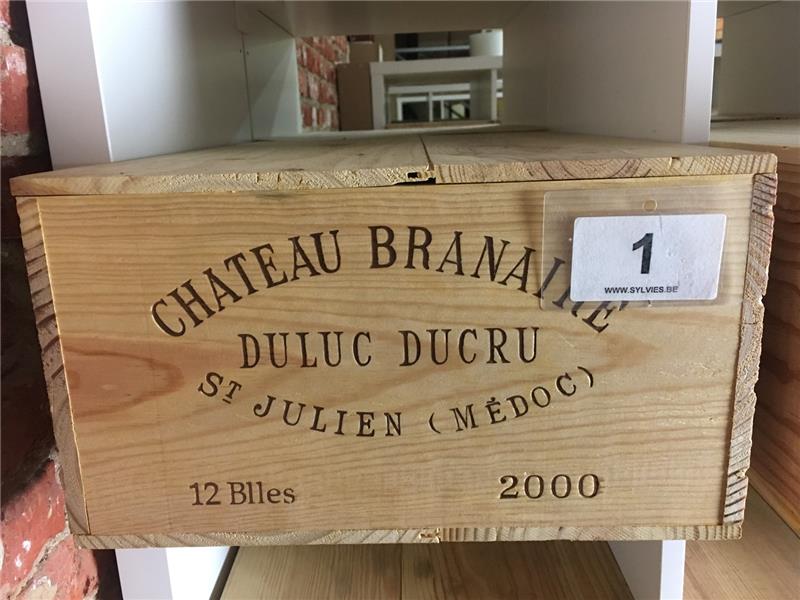 CHATEAU BRANAIRE
DULUC DUCRU
ST JULIEN (MÉDOC)
12 Blles
2000
1
WWW.SYLVIES.BE